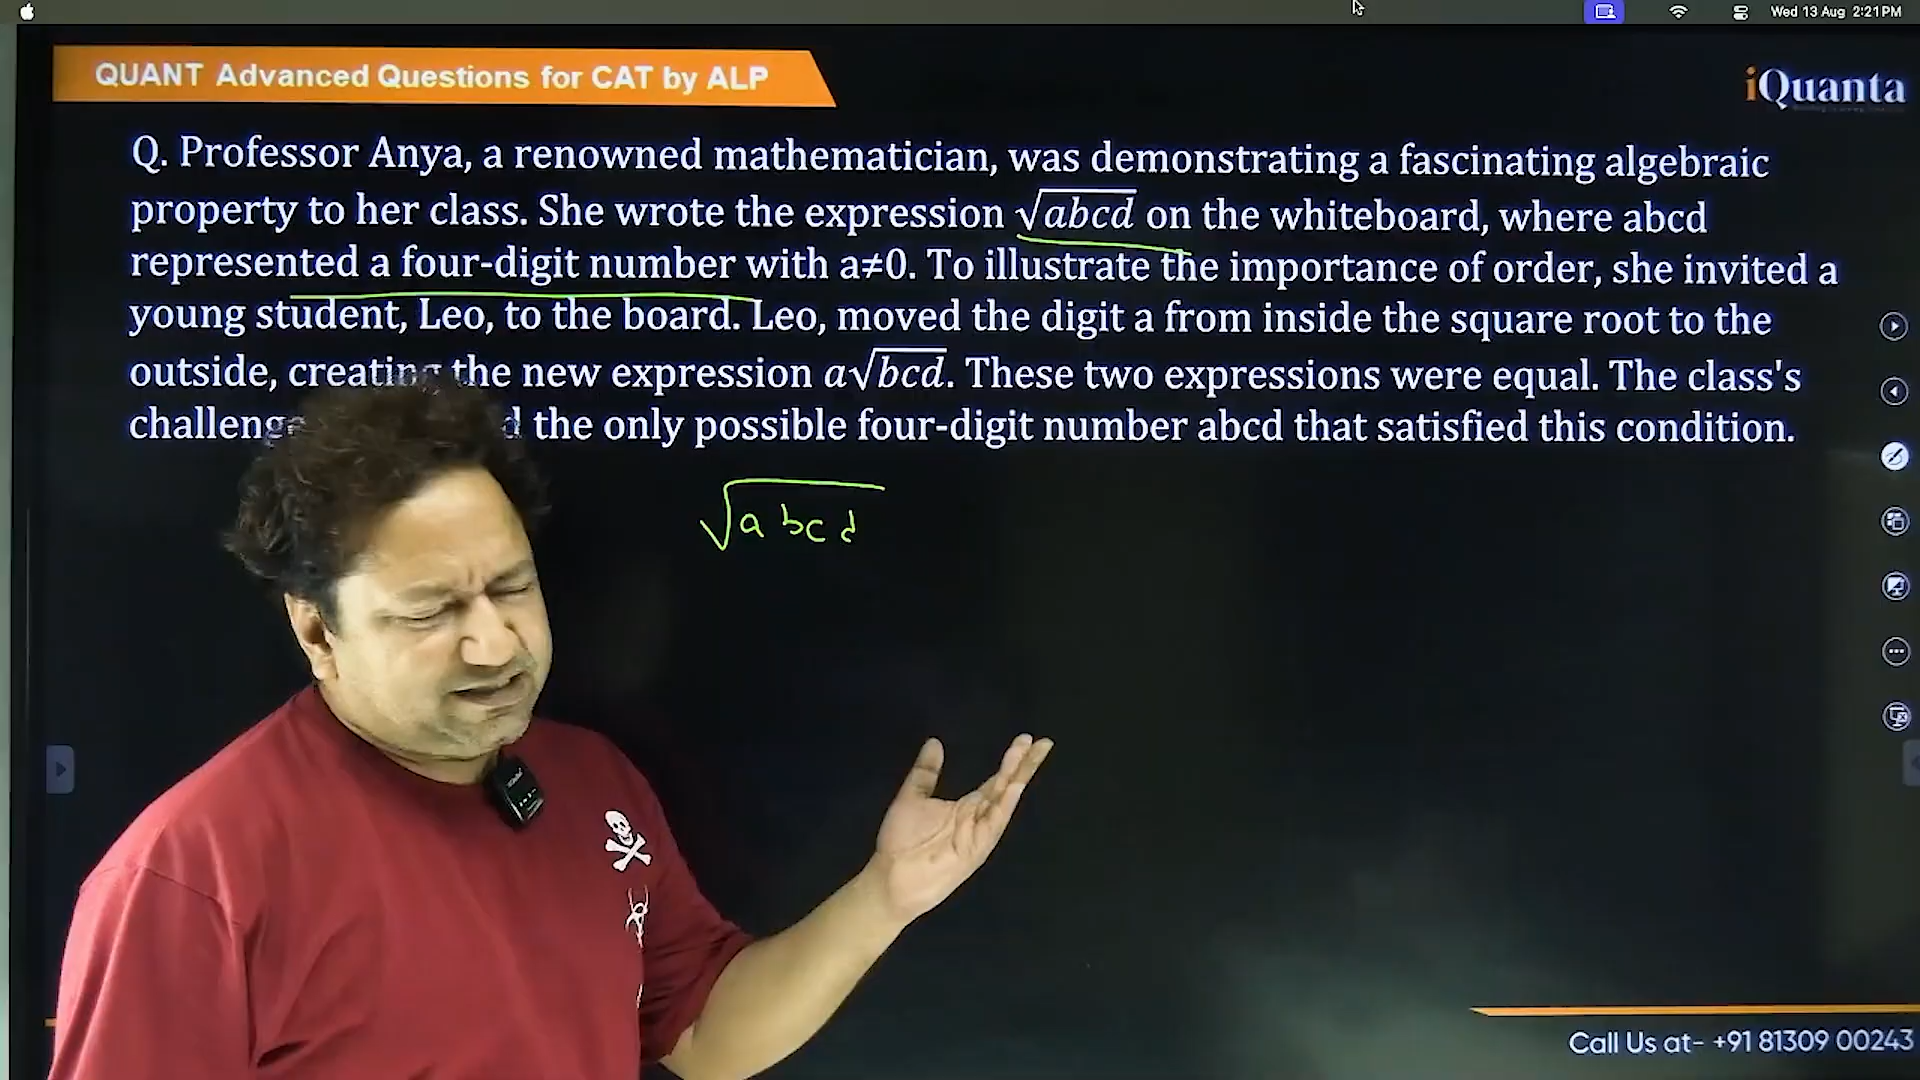 Wed 13 Aug 2:21 PM
QUANT Advanced Questions for CAT by ALP
iQuanta
Q. Professor Anya, a renowned mathematician, was demonstrating a fascinating algebraic
property to her class. She wrote the expression √abcd on the whiteboard, where abcd
represented a four-digit number with a≠0. To illustrate the importance of order, she invited a
young student, Leo, to the board. Leo, moved the digit a from inside the square root to the
outside, creating the new expression a√bcd. These two expressions were equal. The class's
the only possible four-digit number abcd that satisfied this condition.
√abcd
Call Us at- +91 81309 00243